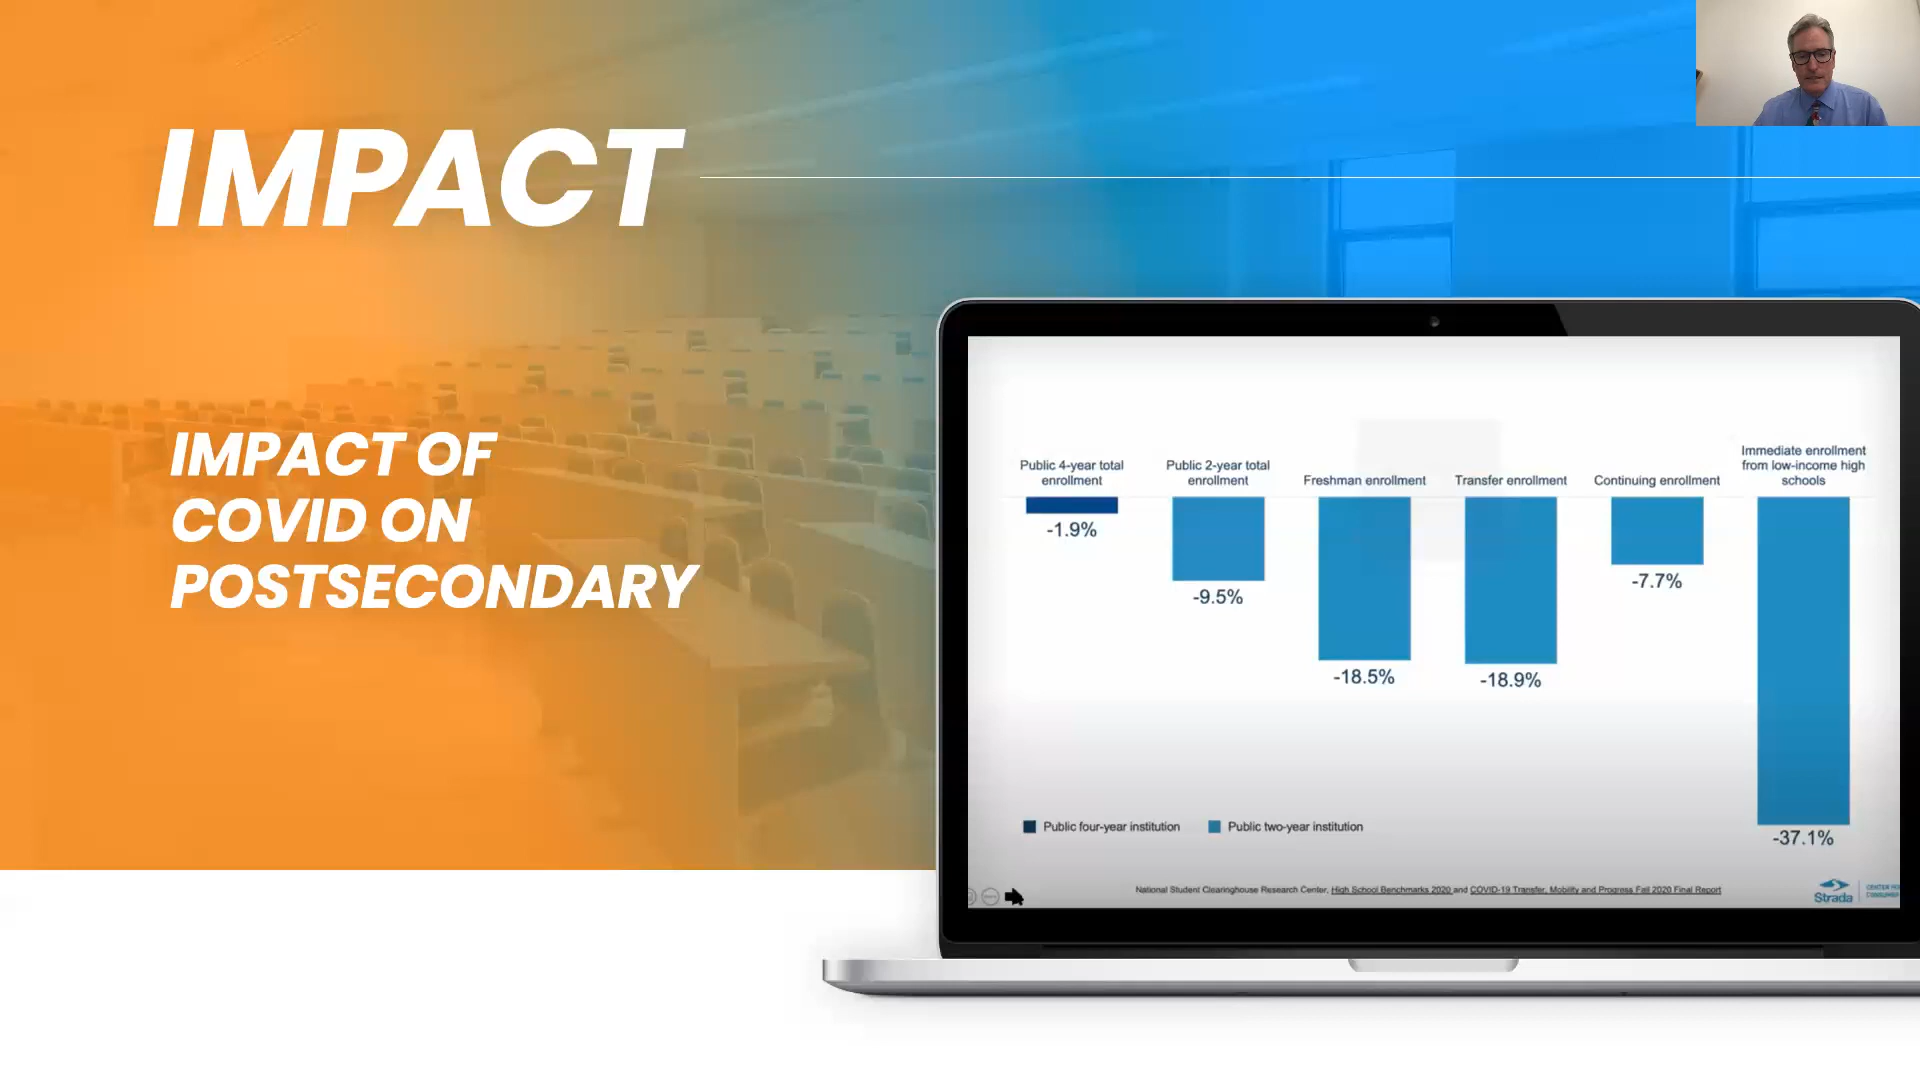 IMPACT
IMPACT OF
COVID ON
POSTSECONDARY
Public 4-year total
enrollment
-1.9%
Public 2-year total
enrollment
-9.5%
Freshman enrollment
-18.5%
Transfer enrollment
-18.9%
Continuing enrollment
-7.7%
Immediate enrollment
from low-income high
schools
-37.1%
Public four-year institution
Public two-year institution
National Student Clearinghouse Research Center, High School Benchmarks 2020 and COVID-19 Transfer, Mobility and Progress Fall 2020 Final Report
Strada
CENTER
CONSUMER